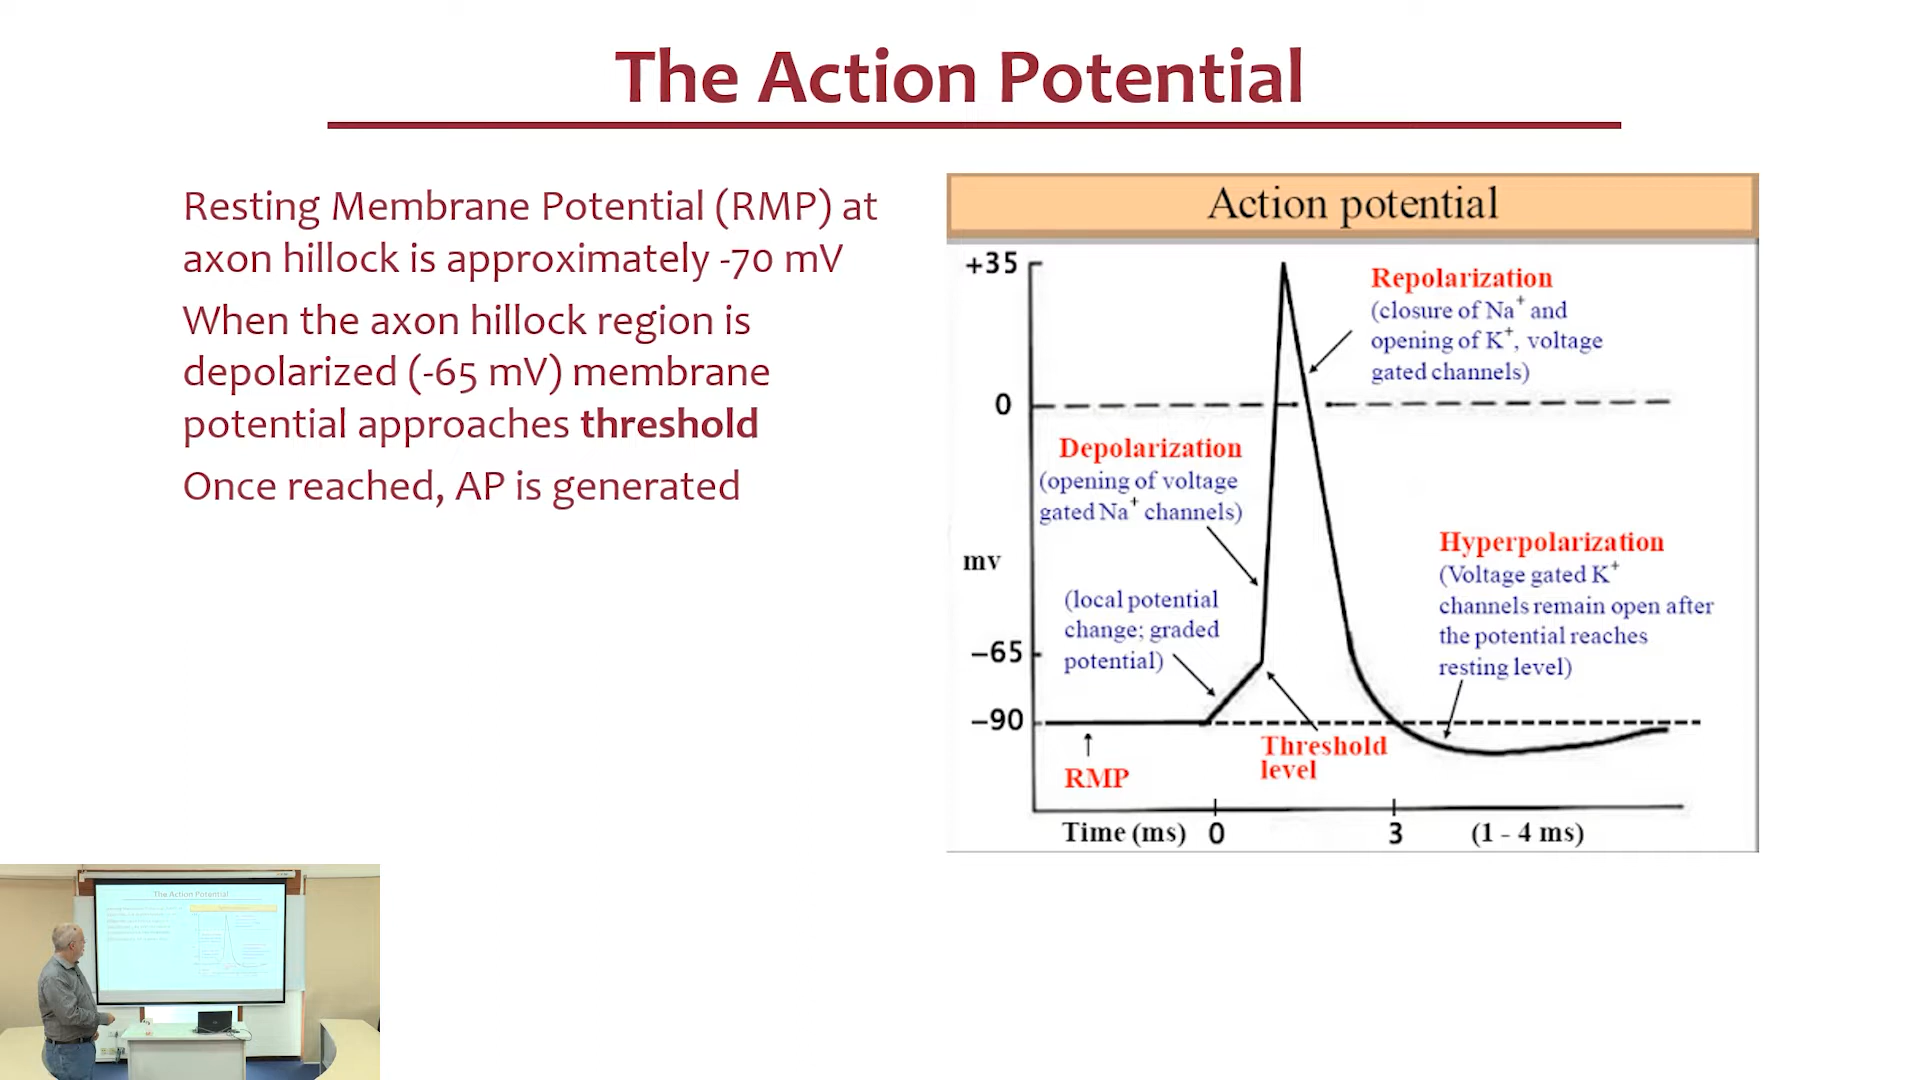 The Action Potential
Resting Membrane Potential (RMP) at
axon hillock is approximately -70 mV
When the axon hillock region is
depolarized (-65 mV) membrane
potential approaches threshold
Once reached, AP is generated
Action potential
+35
Repolarization
(closure of Na⁺ and
opening of K⁺, voltage
gated channels)
0
Depolarization
(opening of voltage
gated Na⁺ channels)
mv
Hyperpolarization
(Voltage gated K⁺
channels remain open after
the potential reaches
resting level)
(local potential
change; graded
potential)
−65
−90
Threshold
level
RMP
Time (ms) 0 3 (1 - 4 ms)
The Action Potential